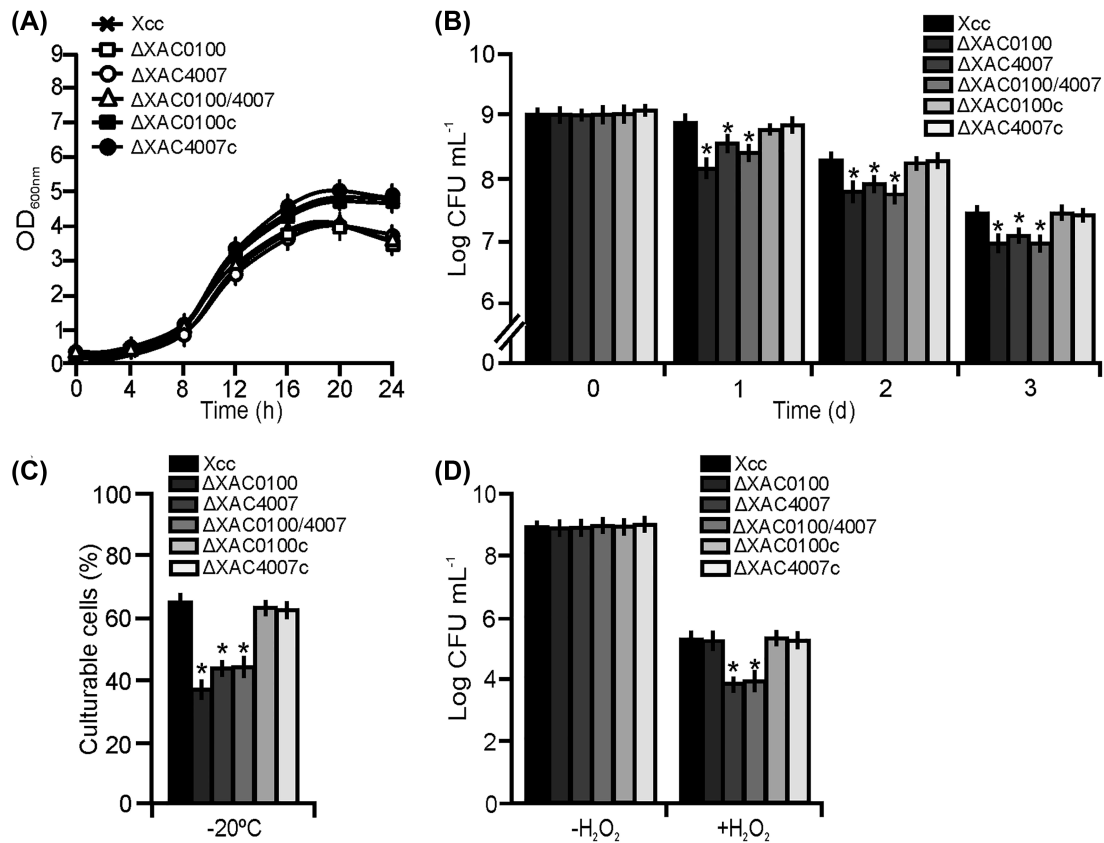 (A)
Xcc
ΔXAC0100
ΔXAC4007
ΔXAC0100/4007
ΔXAC0100c
ΔXAC4007c
9
8
7
6
5
4
3
2
1
0
OD600nm
0 4 8 12 16 20 24
Time (h)
(B)
Xcc
ΔXAC0100
ΔXAC4007
ΔXAC0100/4007
ΔXAC0100c
ΔXAC4007c
10
9
8
7
6
0
Log CFU mL-1
* * *
* * *
* * *
0 1 2 3
Time (d)
(C)
Xcc
ΔXAC0100
ΔXAC4007
ΔXAC0100/4007
ΔXAC0100c
ΔXAC4007c
100
80
60
40
20
0
Culturable cells (%)
* * *
-20ºC
(D)
Xcc
ΔXAC0100
ΔXAC4007
ΔXAC0100/4007
ΔXAC0100c
ΔXAC4007c
10
8
6
4
2
0
Log CFU mL-1
* *
-H2O2 +H2O2